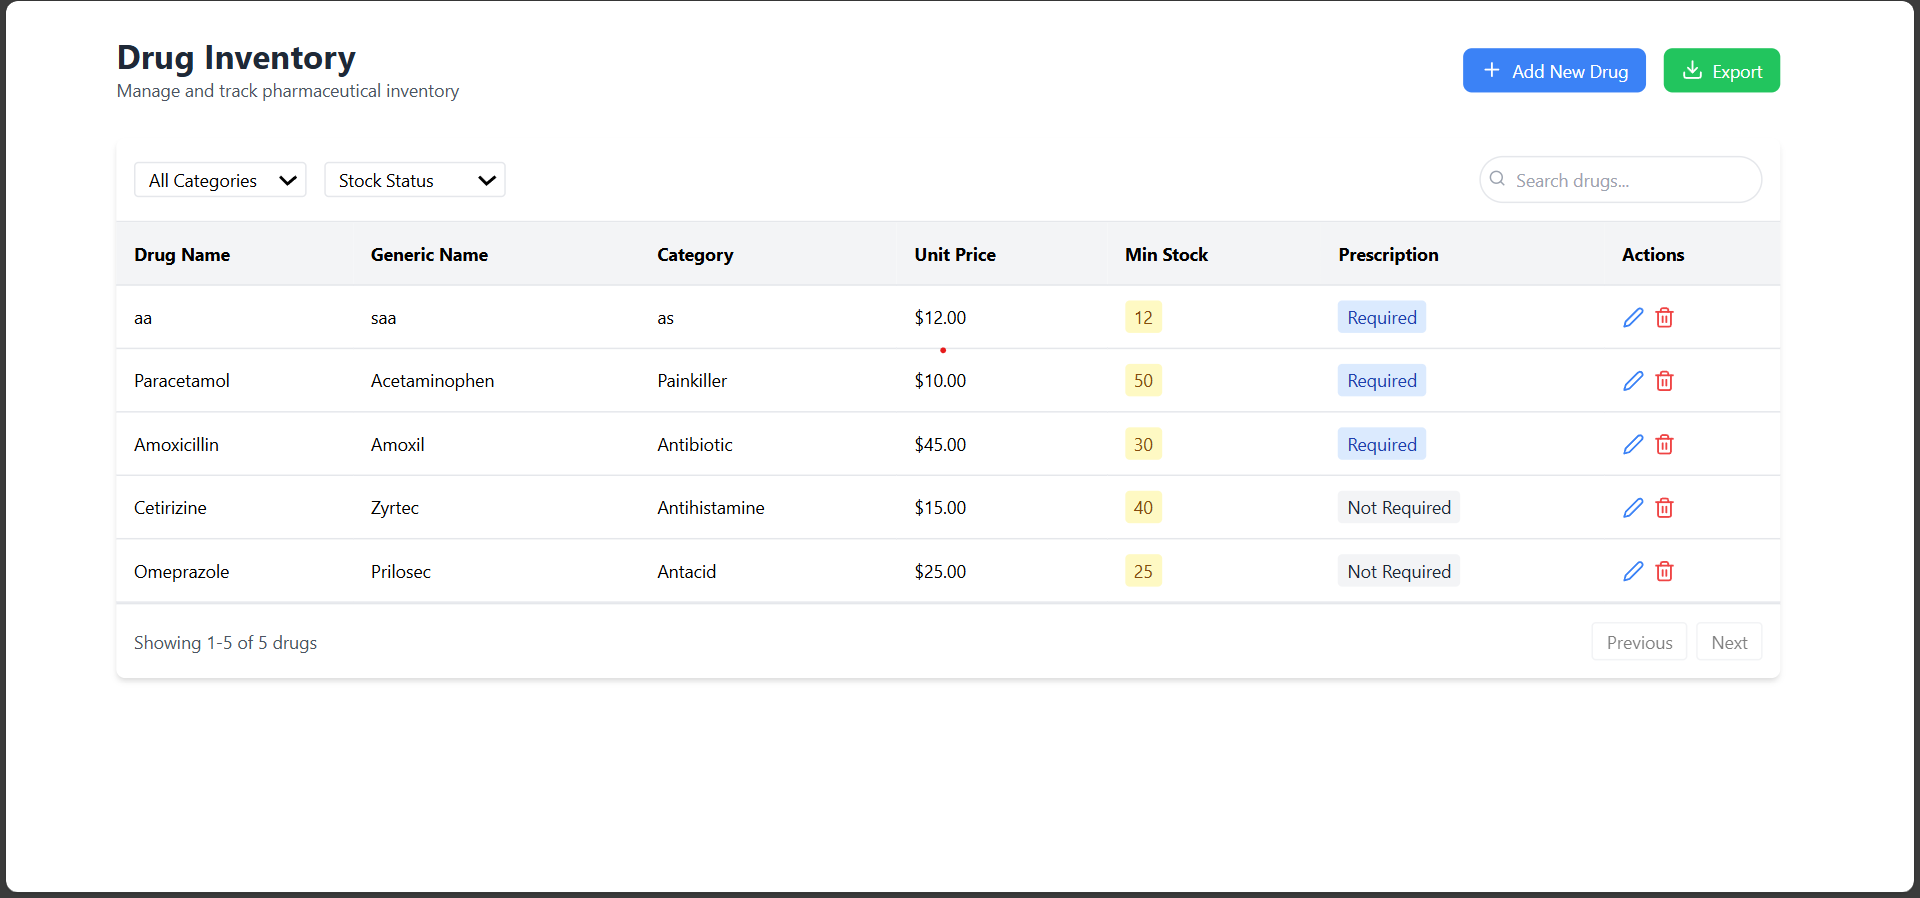 Drug Inventory
Manage and track pharmaceutical inventory
Add New Drug
Export
All Categories
Stock Status
Search drugs...
Drug Name Generic Name Category Unit Price Min Stock Prescription Actions
aa saa as $12.00 12 Required
Paracetamol Acetaminophen Painkiller $10.00 50 Required
Amoxicillin Amoxil Antibiotic $45.00 30 Required
Cetirizine Zyrtec Antihistamine $15.00 40 Not Required
Omeprazole Prilosec Antacid $25.00 25 Not Required
Showing 1-5 of 5 drugs
Previous
Next